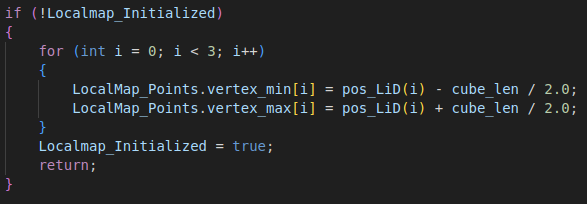 if (!Localmap_Initialized)
{
    for (int i = 0; i < 3; i++)
    {
        LocalMap_Points.vertex_min[i] = pos_LiD(i) - cube_len / 2.0;
        LocalMap_Points.vertex_max[i] = pos_LiD(i) + cube_len / 2.0;
    }
    Localmap_Initialized = true;
    return;
}